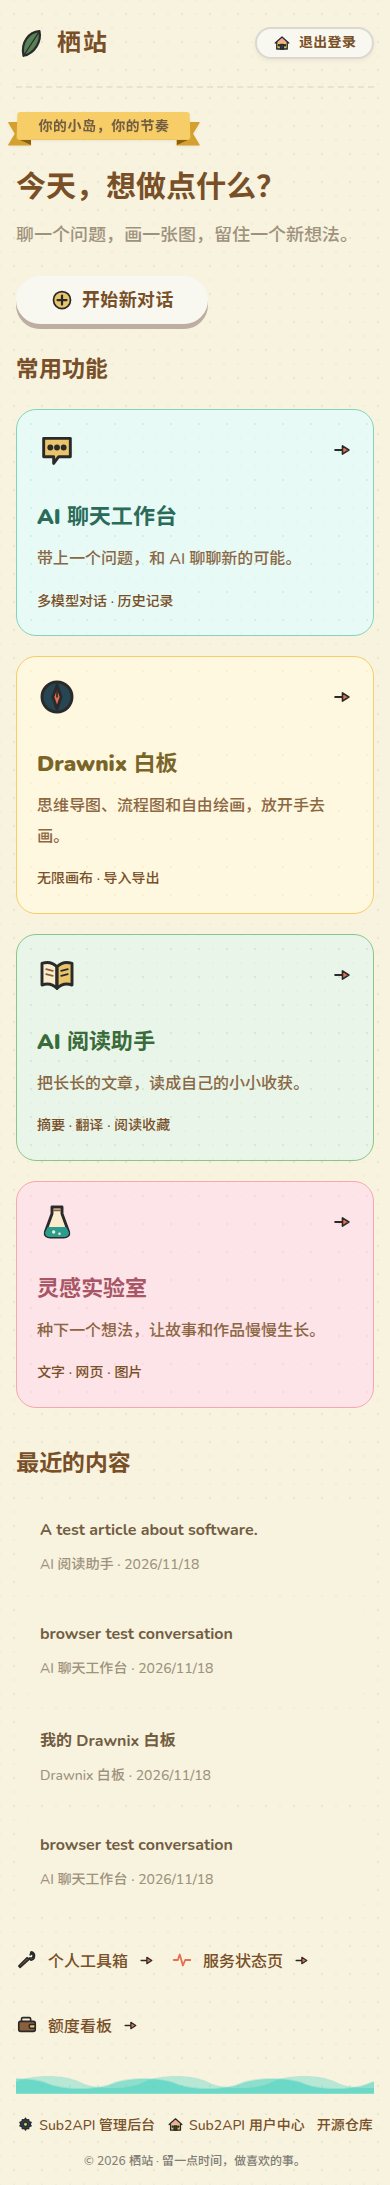 栖站
退出登录
你的小岛，你的节奏
今天，想做点什么？
聊一个问题，画一张图，留住一个新想法。
开始新对话
常用功能
AI 聊天工作台
带上一个问题，和 AI 聊聊新的可能。
多模型对话 · 历史记录
Drawnix 白板
思维导图、流程图和自由绘画，放开手去
画。
无限画布 · 导入导出
AI 阅读助手
把长长的文章，读成自己的小小收获。
摘要 · 翻译 · 阅读收藏
灵感实验室
种下一个想法，让故事和作品慢慢生长。
文字 · 网页 · 图片
最近的内容
A test article about software.
AI 阅读助手 · 2026/11/18
browser test conversation
AI 聊天工作台 · 2026/11/18
我的 Drawnix 白板
Drawnix 白板 · 2026/11/18
browser test conversation
AI 聊天工作台 · 2026/11/18
个人工具箱 服务状态页
额度看板
Sub2API 管理后台 Sub2API 用户中心 开源仓库
© 2026 栖站 · 留一点时间，做喜欢的事。